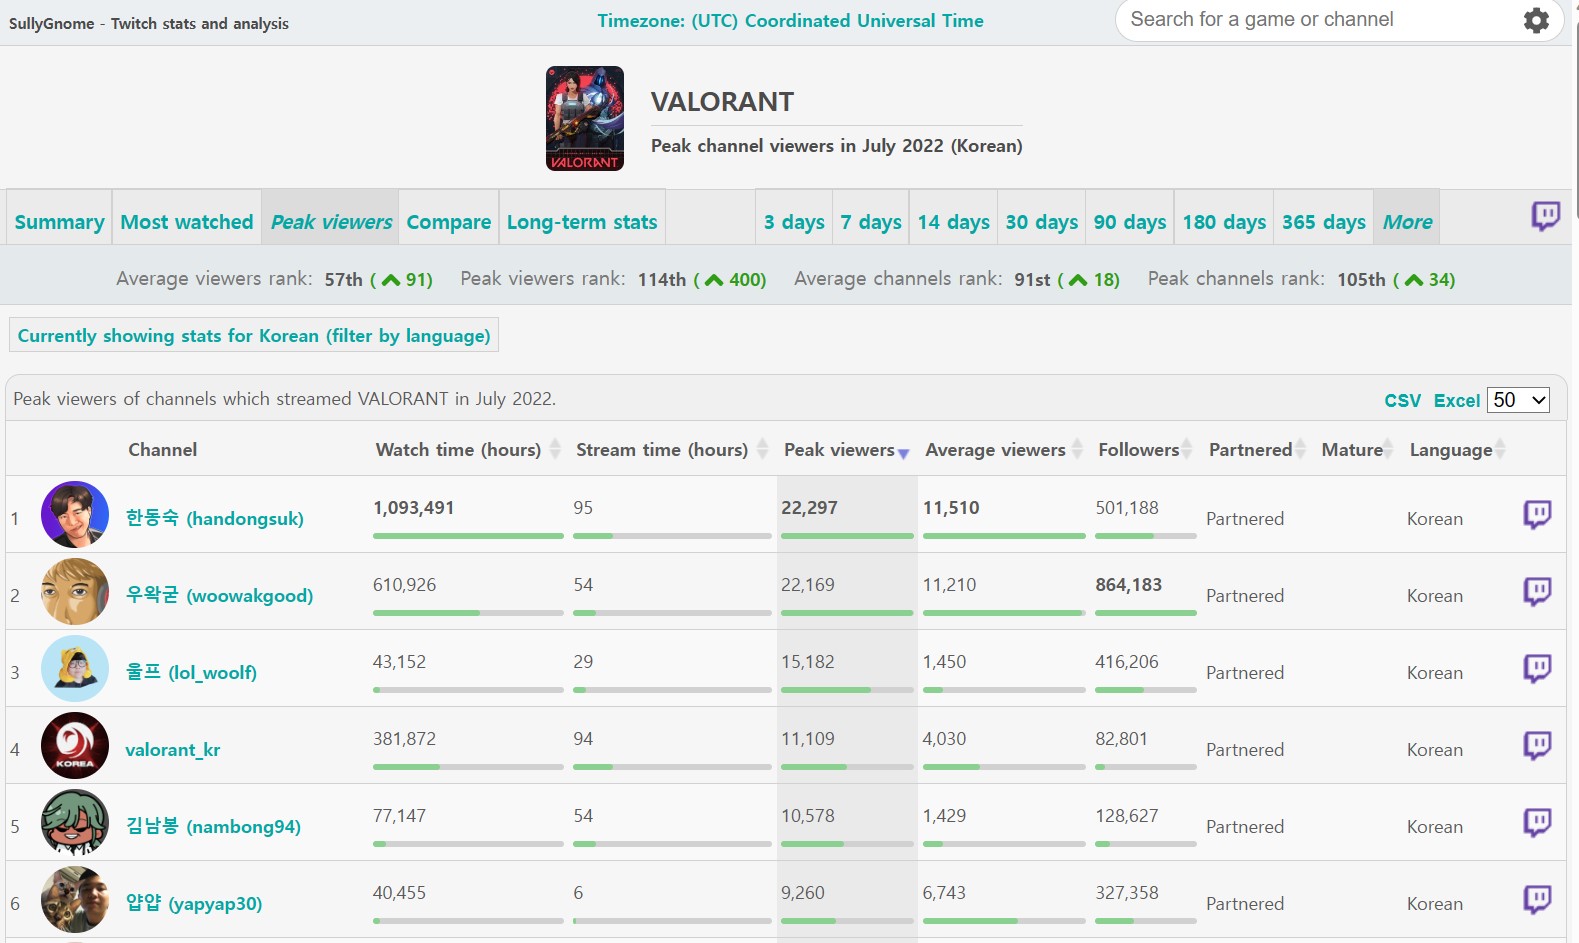 SullyGnome - Twitch stats and analysis
Timezone: (UTC) Coordinated Universal Time
Search for a game or channel
VALORANT
VALORANT
Peak channel viewers in July 2022 (Korean)
Summary Most watched Peak viewers Compare Long-term stats 3 days 7 days 14 days 30 days 90 days 180 days 365 days More
Average viewers rank: 57th ( 91) Peak viewers rank: 114th ( 400) Average channels rank: 91st ( 18) Peak channels rank: 105th ( 34)
Currently showing stats for Korean (filter by language)
Peak viewers of channels which streamed VALORANT in July 2022.
CSV Excel 50
Channel Watch time (hours) Stream time (hours) Peak viewers Average viewers Followers Partnered Mature Language
1 한동숙 (handongsuk) 1,093,491 95 22,297 11,510 501,188 Partnered Korean
2 우왁굳 (woowakgood) 610,926 54 22,169 11,210 864,183 Partnered Korean
3 울프 (lol_woolf) 43,152 29 15,182 1,450 416,206 Partnered Korean
4 KOREA valorant_kr 381,872 94 11,109 4,030 82,801 Partnered Korean
5 김남봉 (nambong94) 77,147 54 10,578 1,429 128,627 Partnered Korean
6 얍얍 (yapyap30) 40,455 6 9,260 6,743 327,358 Partnered Korean